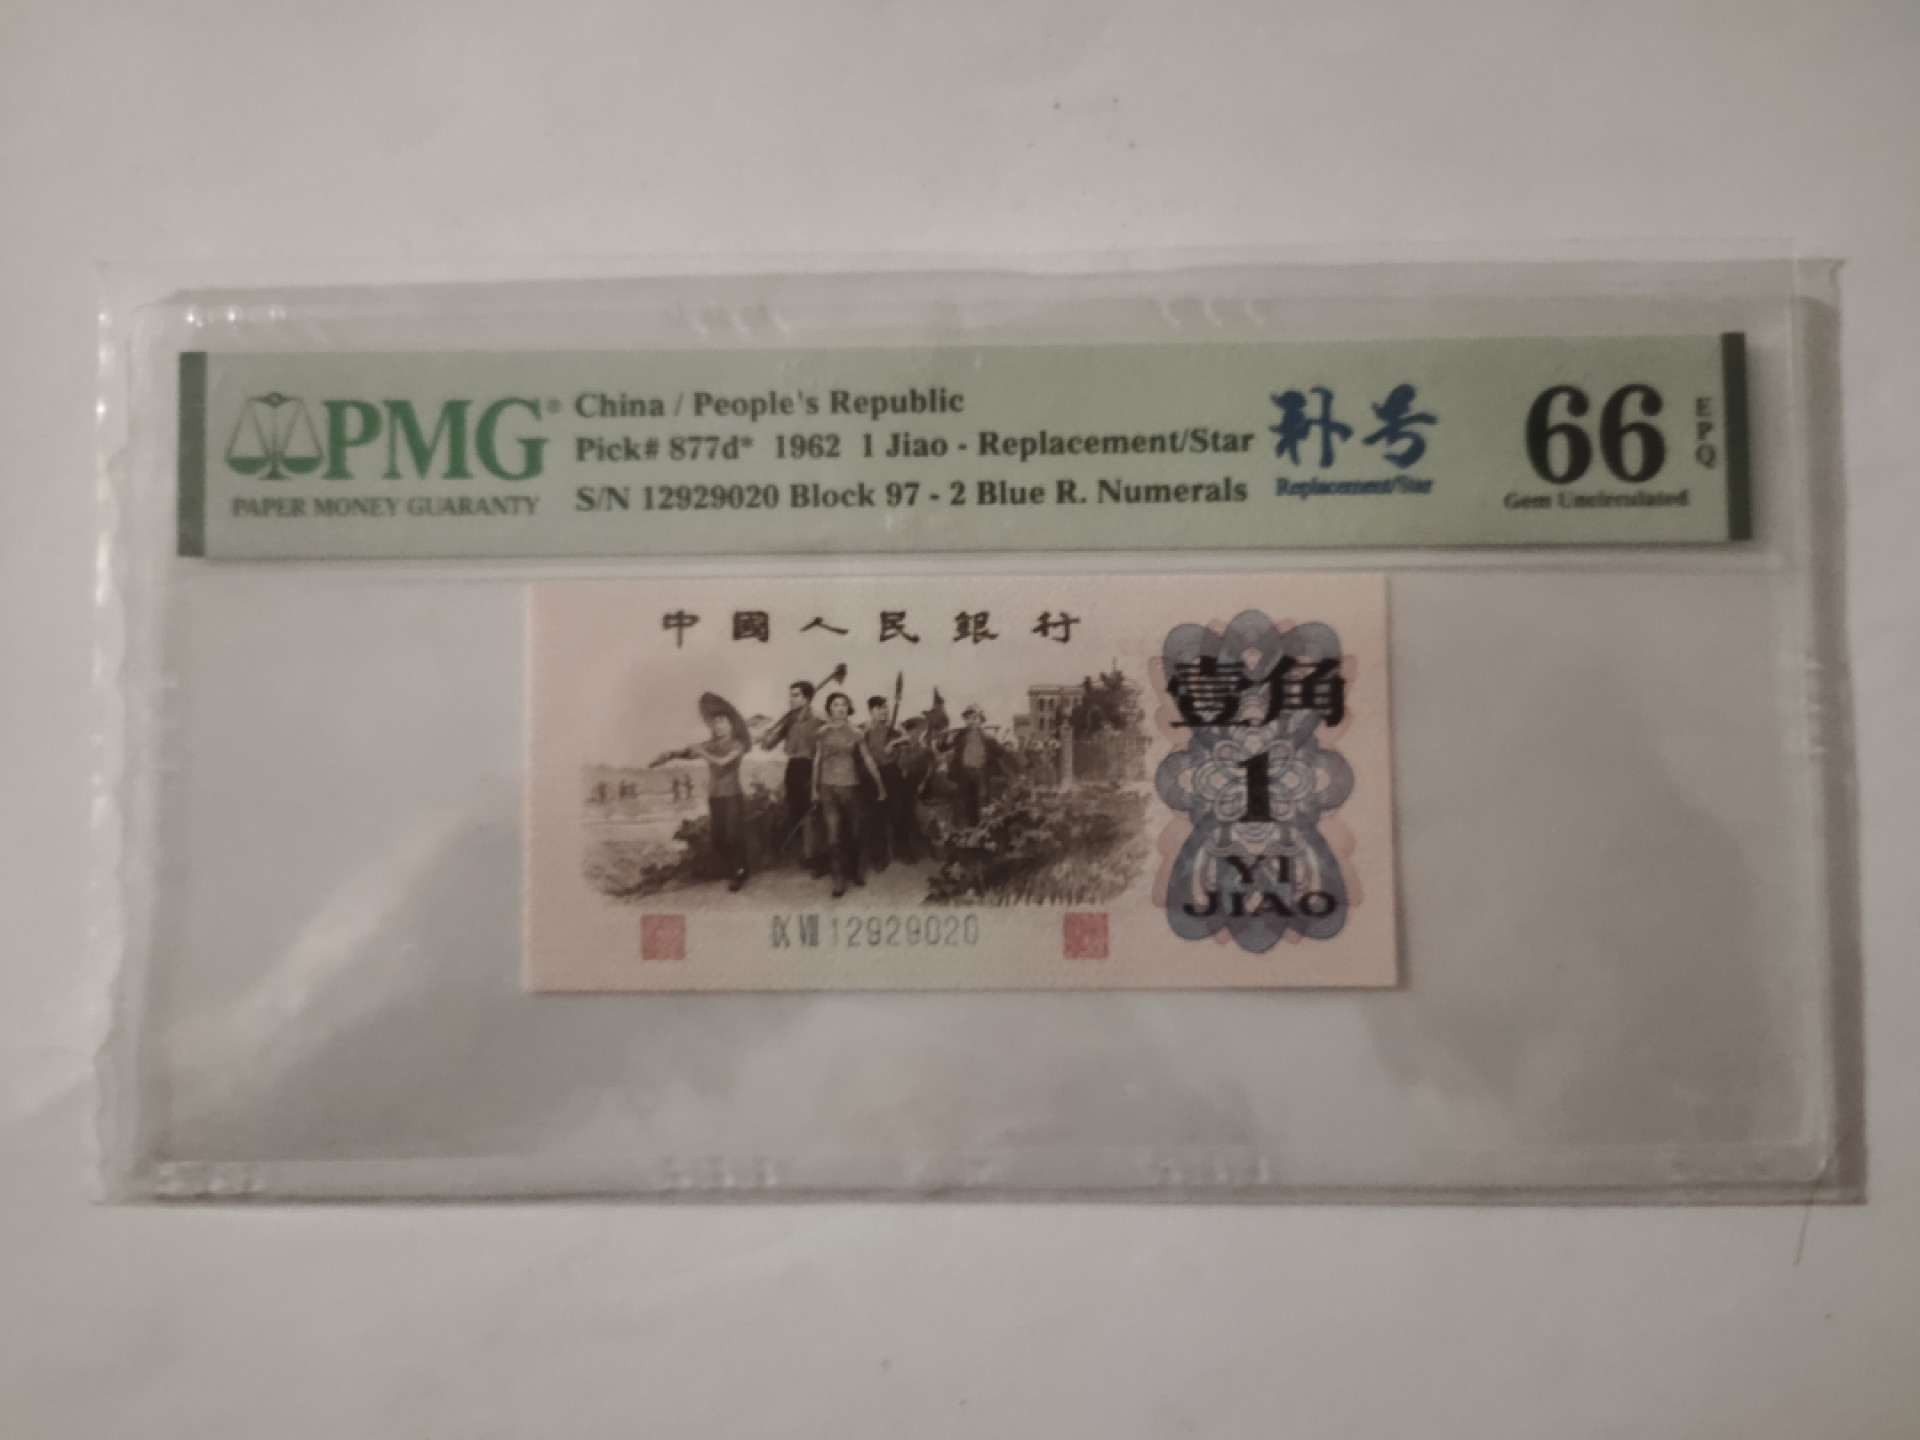 PMG®
PAPER MONEY GUARANTY
China / People's Republic
Pick# 877d* 1962 1 Jiao - Replacement/Star
S/N 12929020 Block 97 - 2 Blue R. Numerals
补号
Replacement/Star
66
EPQ
Gem Uncirculated
中國人民銀行
壹角
1
YI
JIAO
12929020